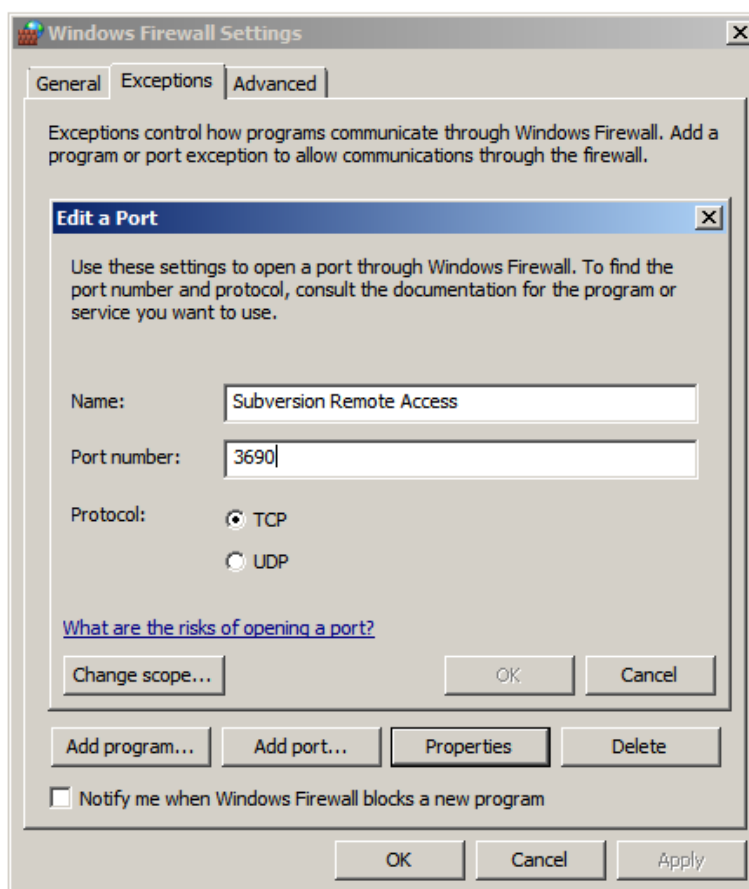 Windows Firewall Settings
General Exceptions Advanced
Exceptions control how programs communicate through Windows Firewall. Add a
program or port exception to allow communications through the firewall.
Edit a Port
Use these settings to open a port through Windows Firewall. To find the
port number and protocol, consult the documentation for the program or
service you want to use.
Name: Subversion Remote Access
Port number: 3690
Protocol: TCP
UDP
What are the risks of opening a port?
Change scope... OK Cancel
Add program... Add port... Properties Delete
Notify me when Windows Firewall blocks a new program
OK Cancel Apply